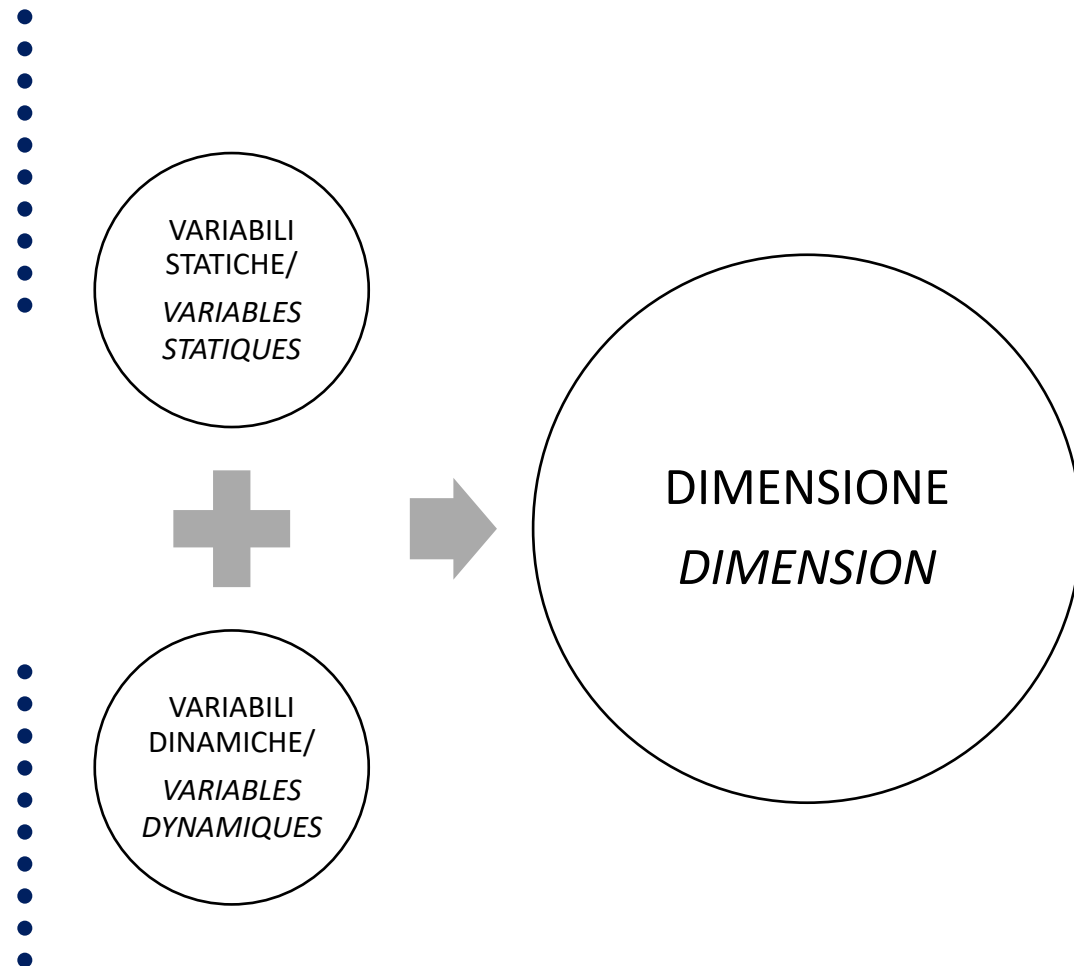 VARIABILI
STATICHE/
VARIABLES
STATIQUES
VARIABILI
DINAMICHE/
VARIABLES
DYNAMIQUES
DIMENSIONE
DIMENSION